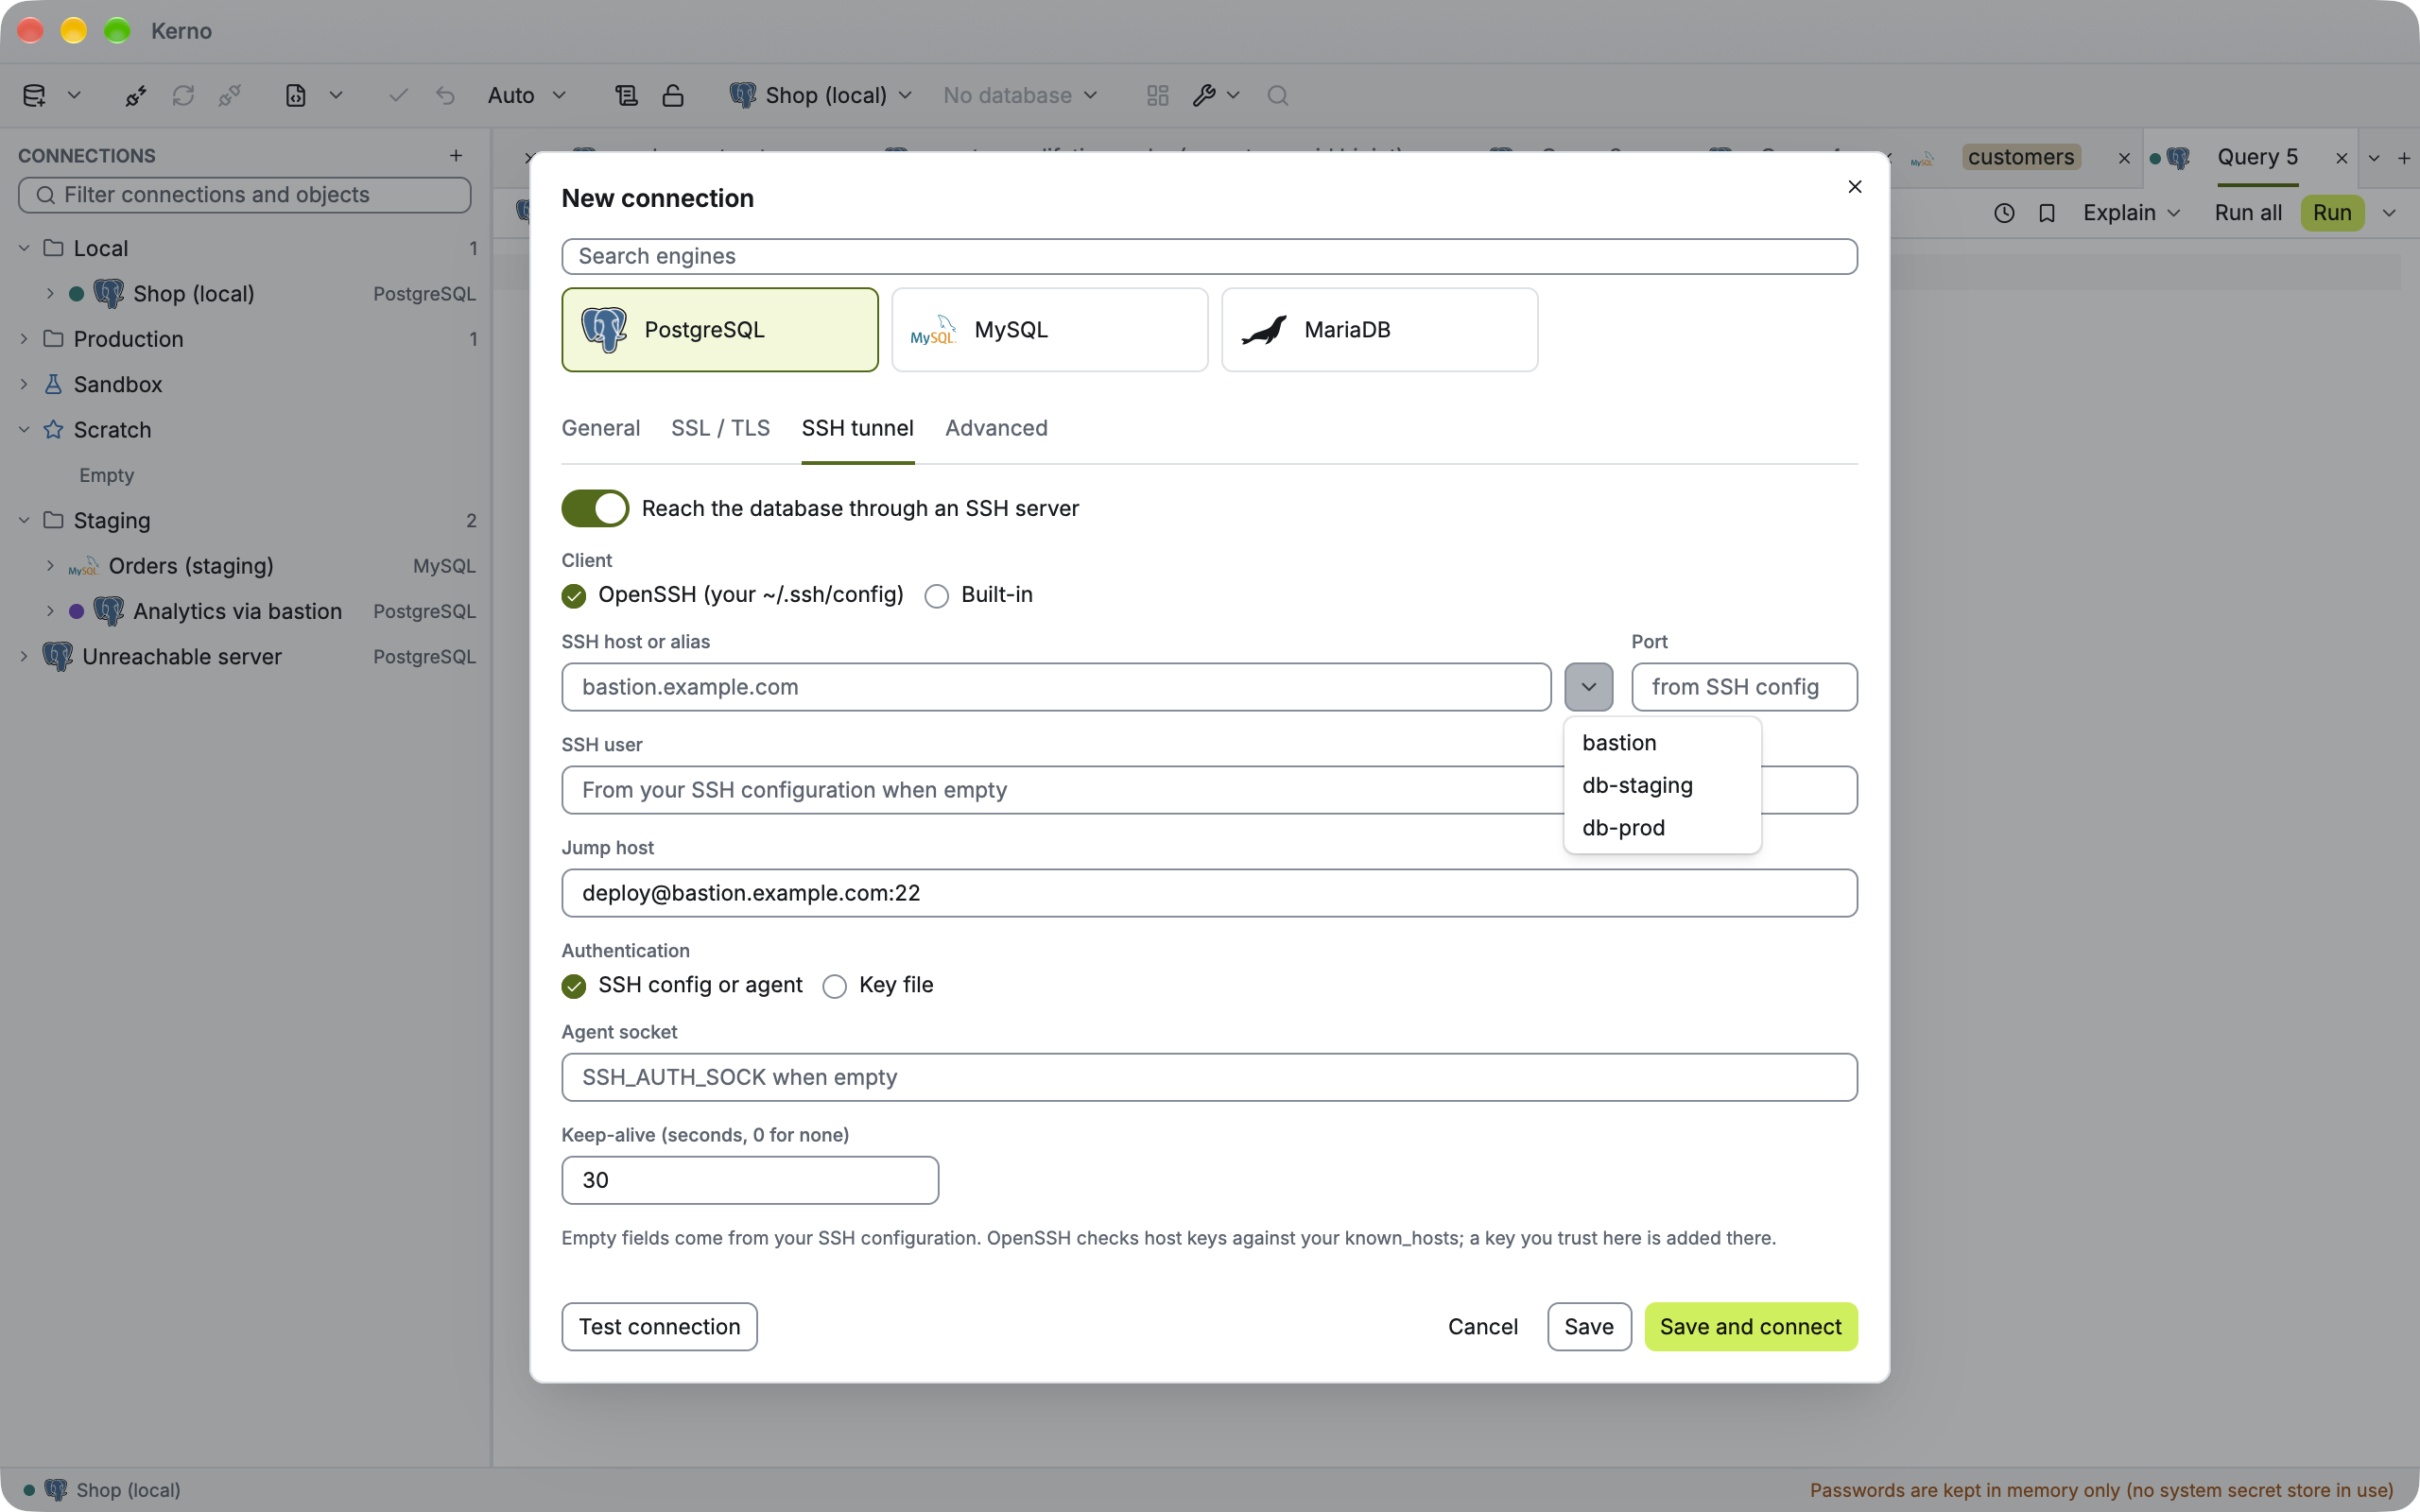 Kerno
Auto
Shop (local)
No database
CONNECTIONS
Filter connections and objects
Local 1
Shop (local) PostgreSQL
Production 1
Sandbox
Scratch
Empty
Staging 2
MySQL Orders (staging) MySQL
Analytics via bastion PostgreSQL
Unreachable server PostgreSQL
MySQL customers
Query 5
Explain
Run all
Run
New connection
Search engines
PostgreSQL
MySQL MySQL
MariaDB
General
SSL / TLS
SSH tunnel
Advanced
Reach the database through an SSH server
Client
OpenSSH (your ~/.ssh/config)
Built-in
SSH host or alias
Port
bastion.example.com
from SSH config
bastion
db-staging
db-prod
SSH user
From your SSH configuration when empty
Jump host
deploy@bastion.example.com:22
Authentication
SSH config or agent
Key file
Agent socket
SSH_AUTH_SOCK when empty
Keep-alive (seconds, 0 for none)
30
Empty fields come from your SSH configuration. OpenSSH checks host keys against your known_hosts; a key you trust here is added there.
Test connection
Cancel
Save
Save and connect
Shop (local)
Passwords are kept in memory only (no system secret store in use)